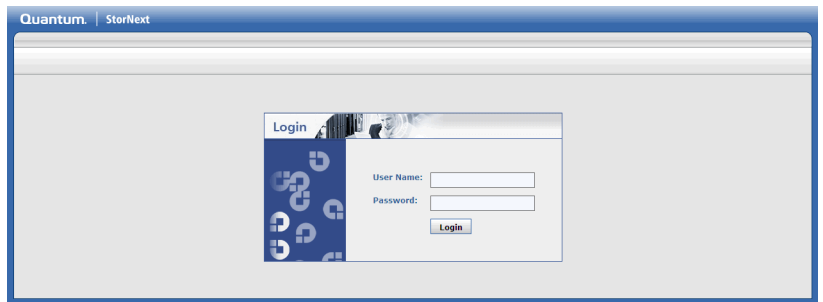 Quantum. | StorNext
Login
User Name:
Password:
Login